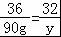 36/90g = 32/y